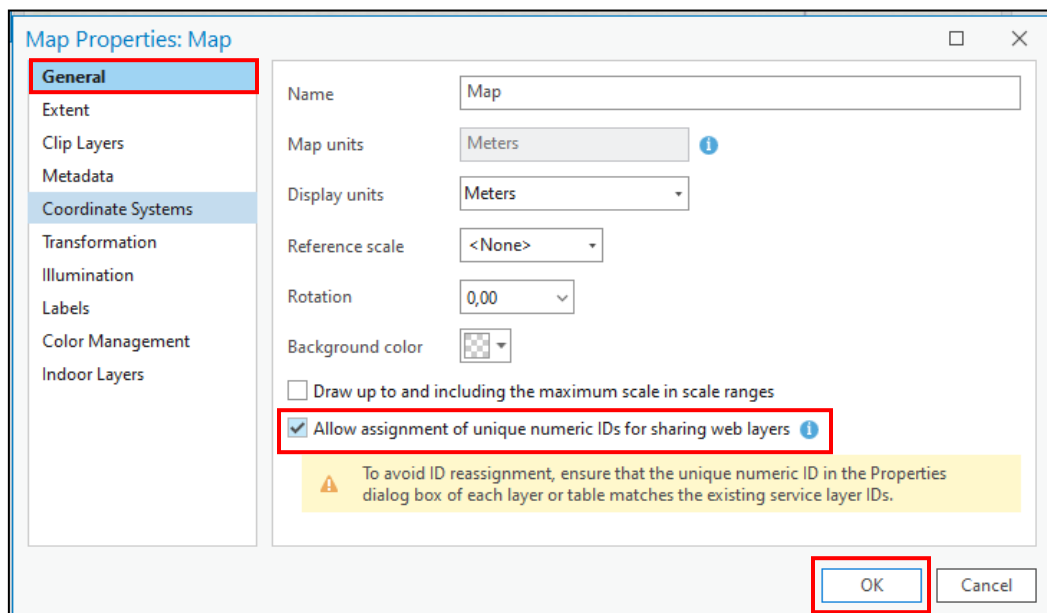 Map Properties: Map
General
Extent
Clip Layers
Metadata
Coordinate Systems
Transformation
Illumination
Labels
Color Management
Indoor Layers
Name
Map
Map units
Meters
Display units
Meters
Reference scale
<None>
Rotation
0,00
Background color
Draw up to and including the maximum scale in scale ranges
Allow assignment of unique numeric IDs for sharing web layers
To avoid ID reassignment, ensure that the unique numeric ID in the Properties
dialog box of each layer or table matches the existing service layer IDs.
OK
Cancel